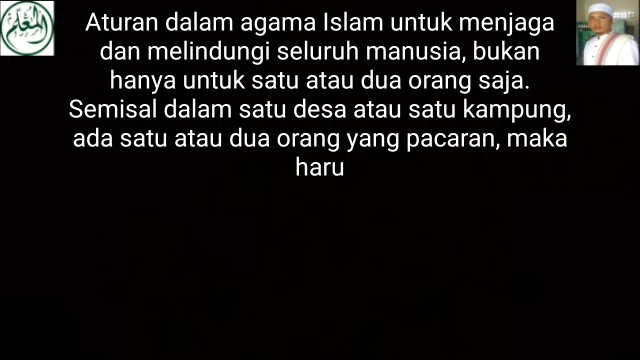 Aturan dalam agama Islam untuk menjaga
dan melindungi seluruh manusia, bukan
hanya untuk satu atau dua orang saja.
Semisal dalam satu desa atau satu kampung,
ada satu atau dua orang yang pacaran, maka
haru
المعلم